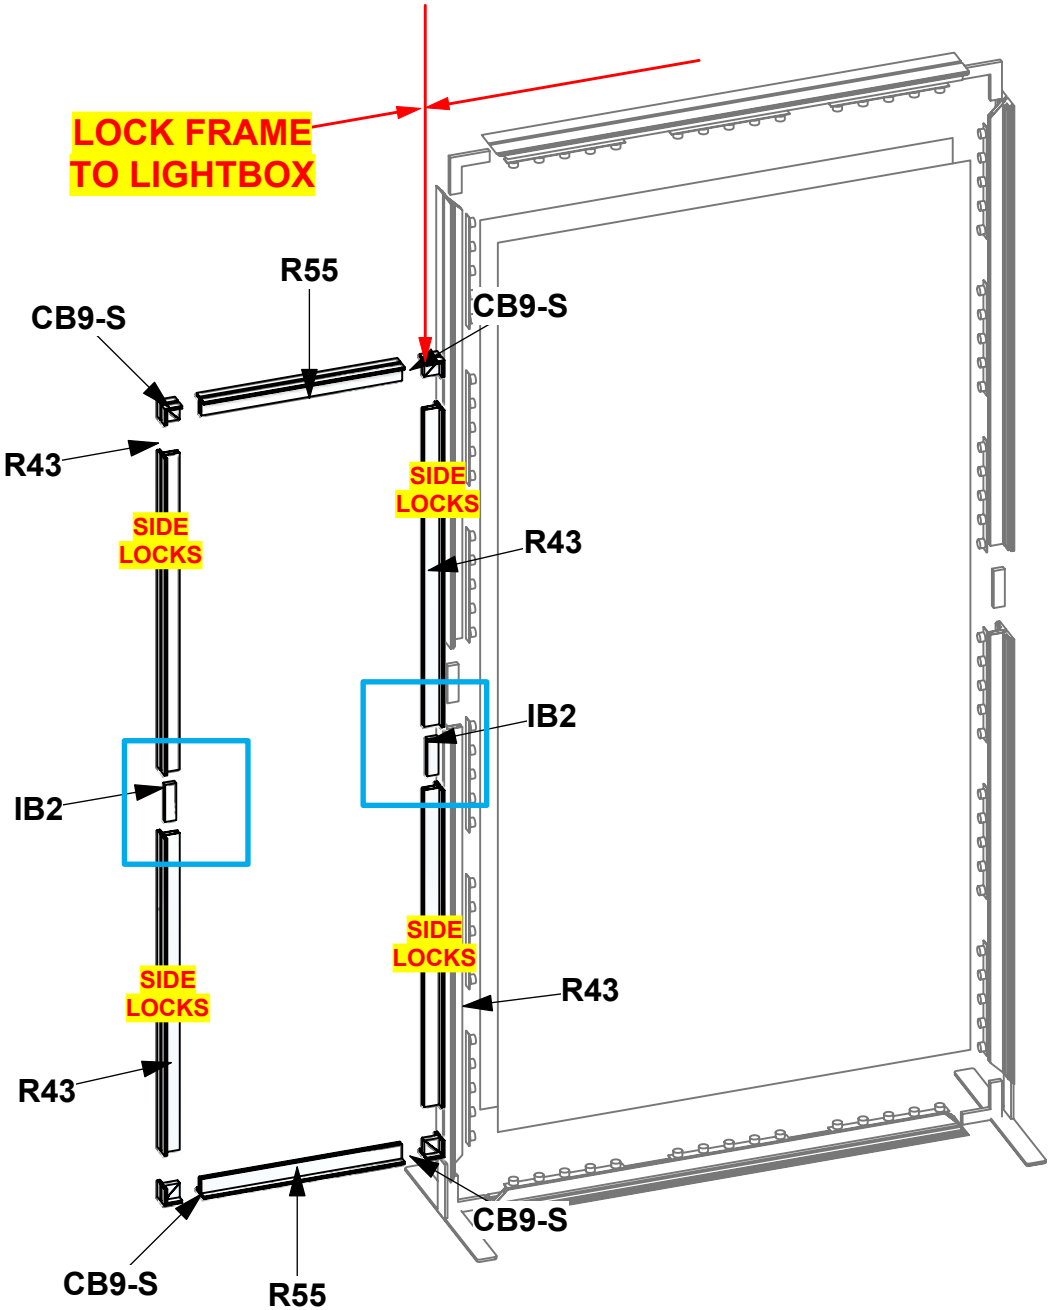 LOCK FRAME
TO LIGHTBOX
R55
CB9-S
CB9-S
R43
SIDE
LOCKS
SIDE
LOCKS
R43
IB2
IB2
SIDE
LOCKS
SIDE
LOCKS
R43
R43
CB9-S
CB9-S
R55